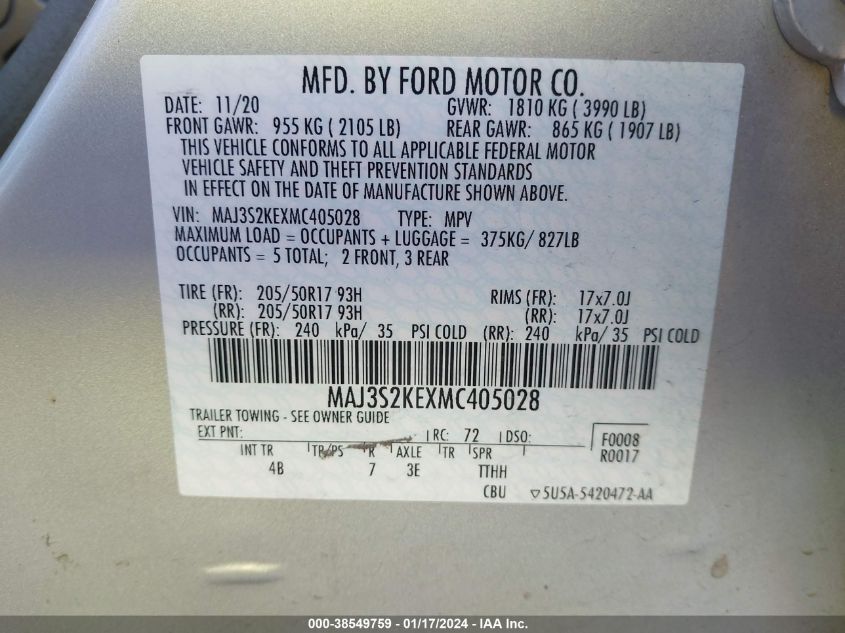 MFD. BY FORD MOTOR CO.
DATE: 11/20 GVWR: 1810 KG ( 3990 LB)
FRONT GAWR: 955 KG ( 2105 LB) REAR GAWR: 865 KG ( 1907 LB)
THIS VEHICLE CONFORMS TO ALL APPLICABLE FEDERAL MOTOR
VEHICLE SAFETY AND THEFT PREVENTION STANDARDS
IN EFFECT ON THE DATE OF MANUFACTURE SHOWN ABOVE.
VIN: MAJ3S2KEXMC405028 TYPE: MPV
MAXIMUM LOAD = OCCUPANTS + LUGGAGE = 375KG/ 827LB
OCCUPANTS = 5 TOTAL; 2 FRONT, 3 REAR
TIRE (FR): 205/50R17 93H RIMS (FR): 17x7.0J
(RR): 205/50R17 93H (RR): 17x7.0J
PRESSURE (FR): 240 kPa/ 35 PSI COLD (RR): 240 kPa/ 35 PSI COLD
MAJ3S2KEXMC405028
TRAILER TOWING - SEE OWNER GUIDE
EXT PNT: RC: 72 DSO: F0008
R0017
INT TR TP/PS R AXLE TR SPR
4B 7 3E TTHH
CBU ▽5U5A-5420472-AA
000-38549759 - 01/17/2024 - IAA Inc.